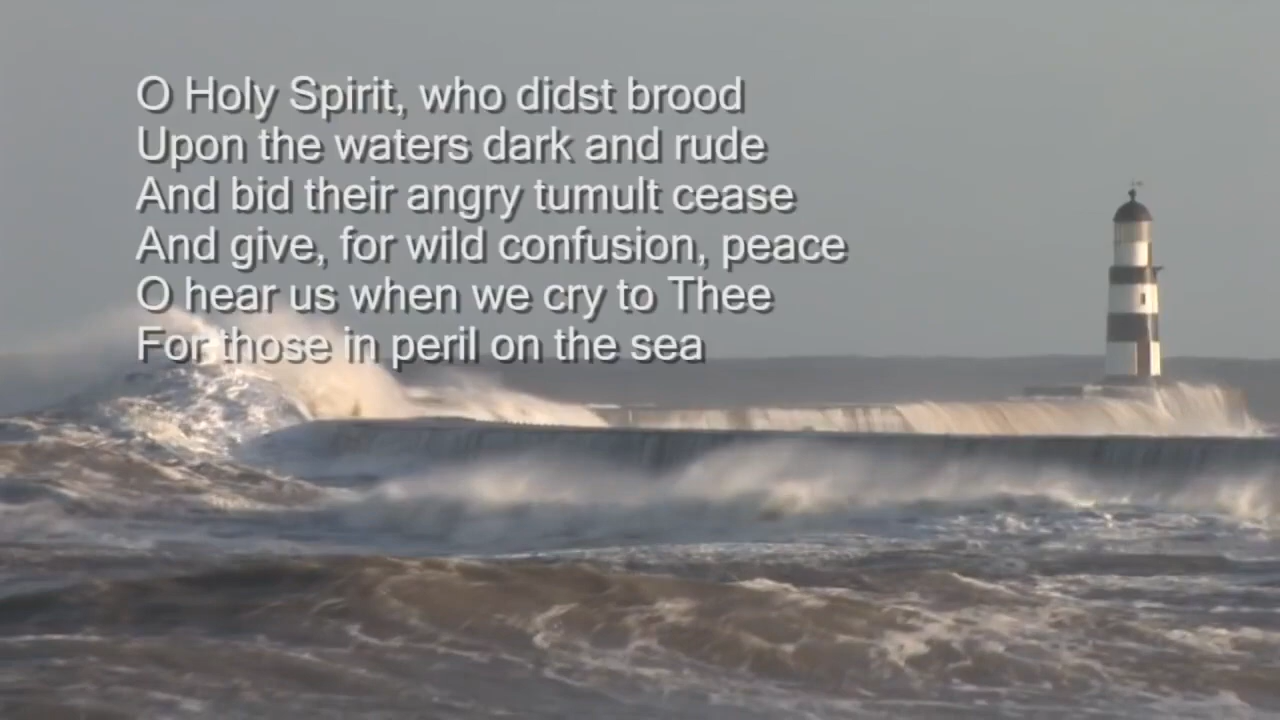 O Holy Spirit, who didst brood
Upon the waters dark and rude
And bid their angry tumult cease
And give, for wild confusion, peace
O hear us when we cry to Thee
For those in peril on the sea